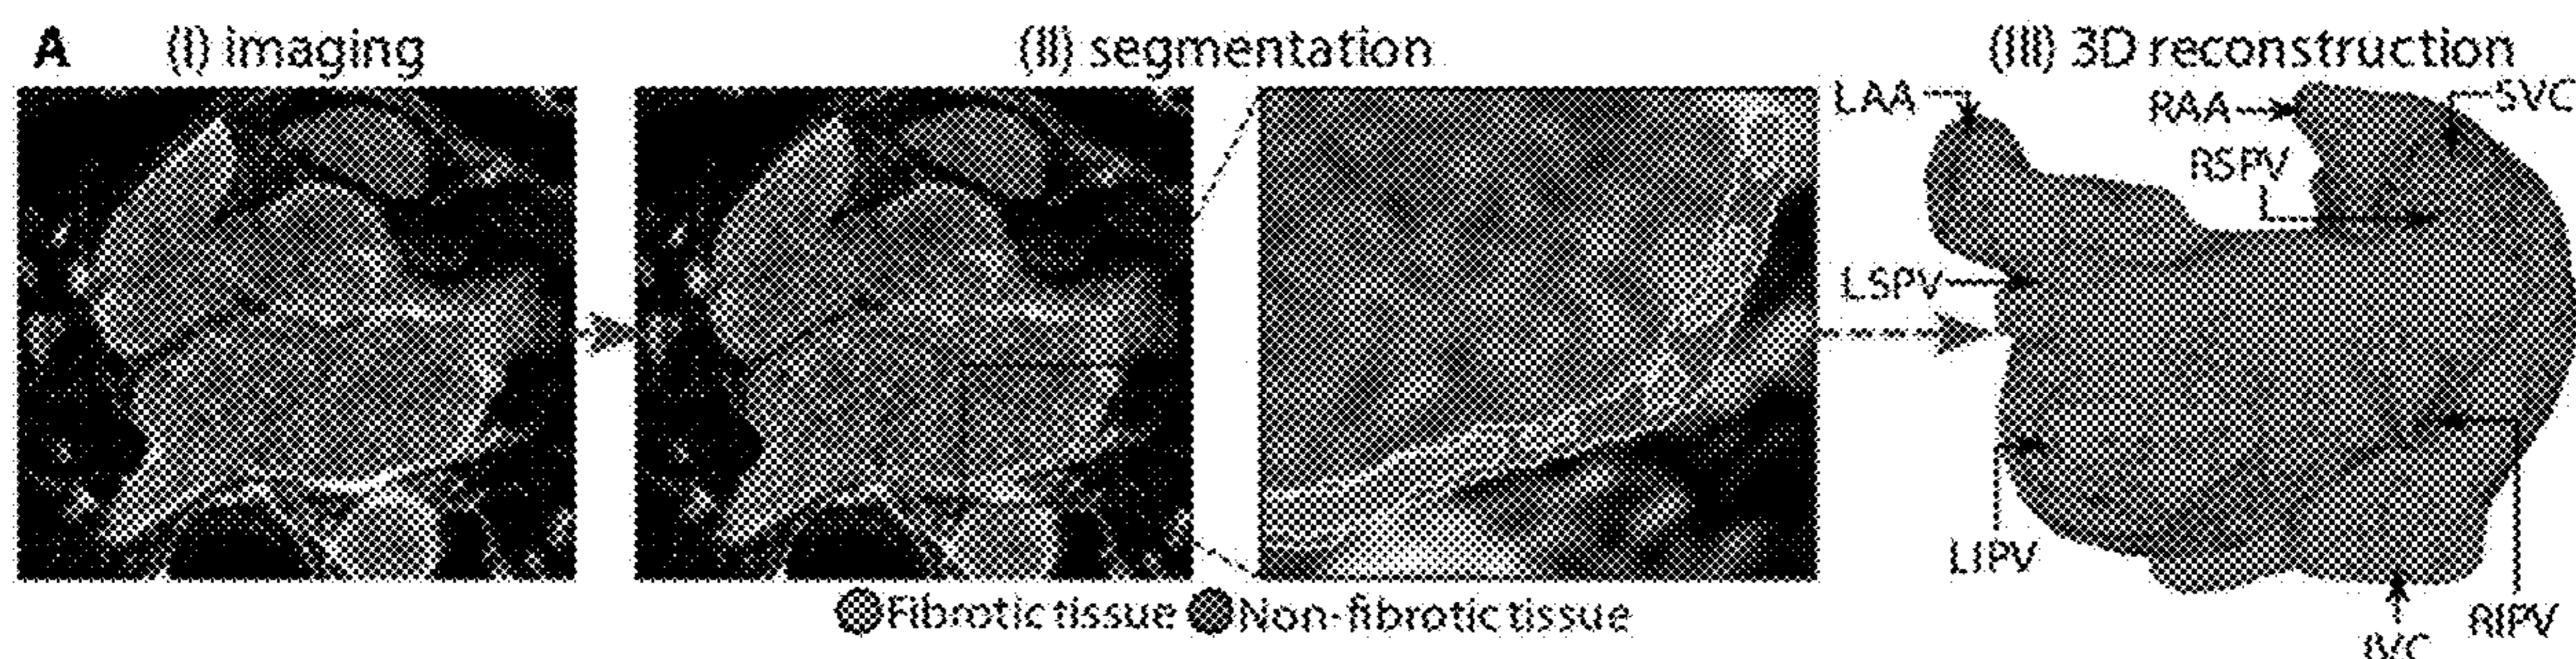 A (I) imaging (II) segmentation (III) 3D reconstruction
LAA
RAA
SVC
RSPV
LSPV
LIPV
Fibrotic tissue Non-fibrotic tissue
RIPV
IVC